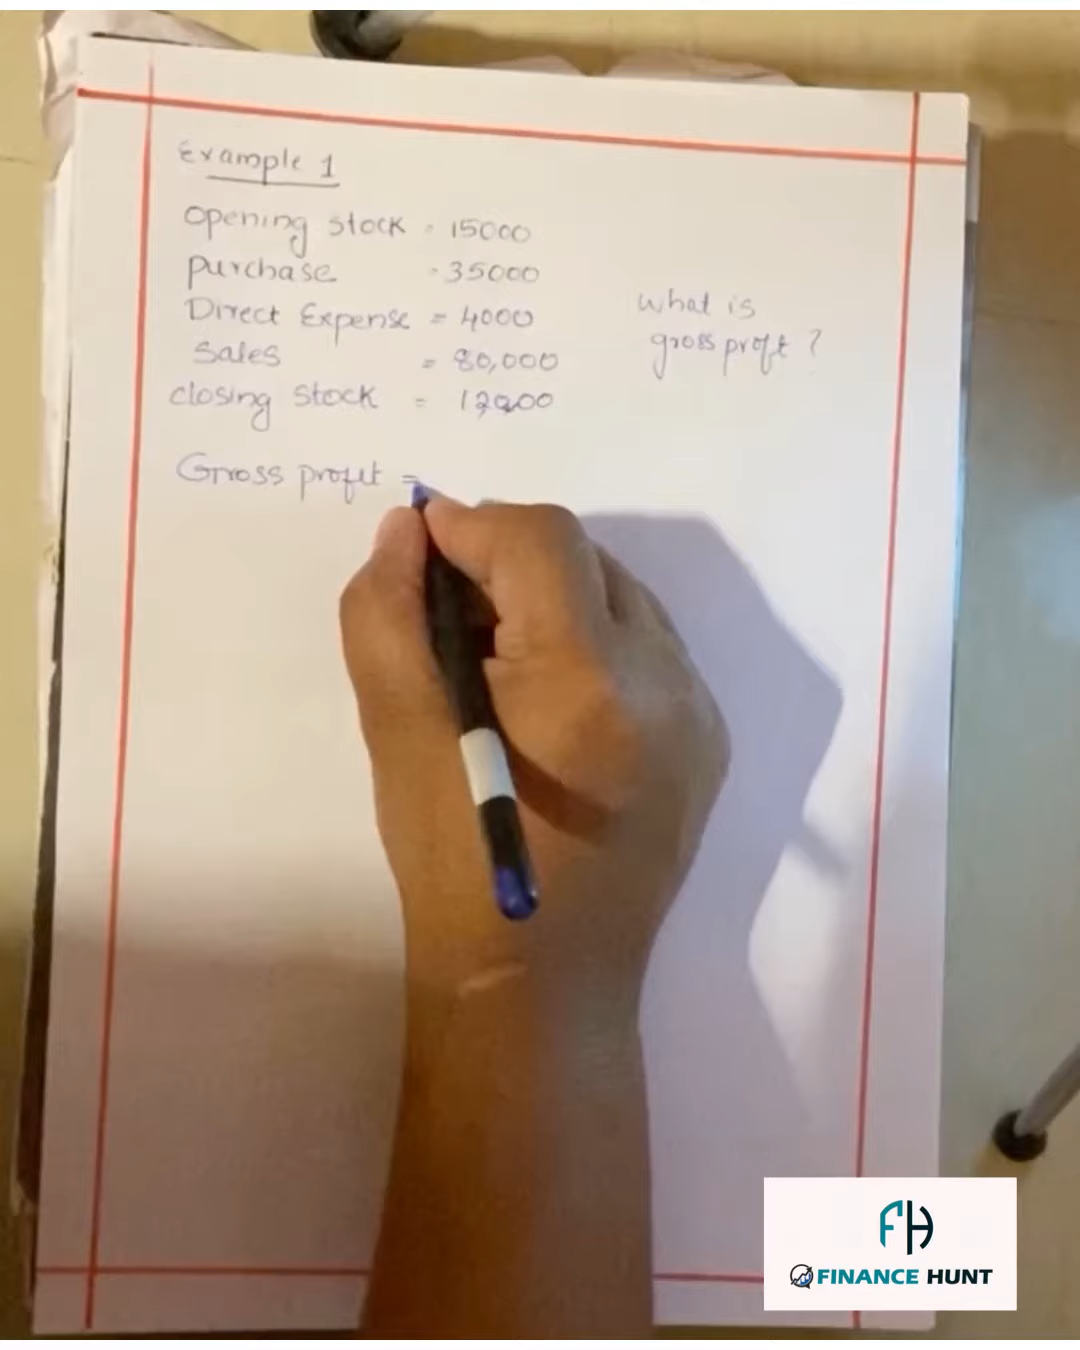 Example 1
Opening stock = 15000
Purchase = 35000
Direct Expense = 4000
Sales = 80,000
closing stock = 12000
What is
gross profit ?
Gross profit =
FH
FINANCE HUNT